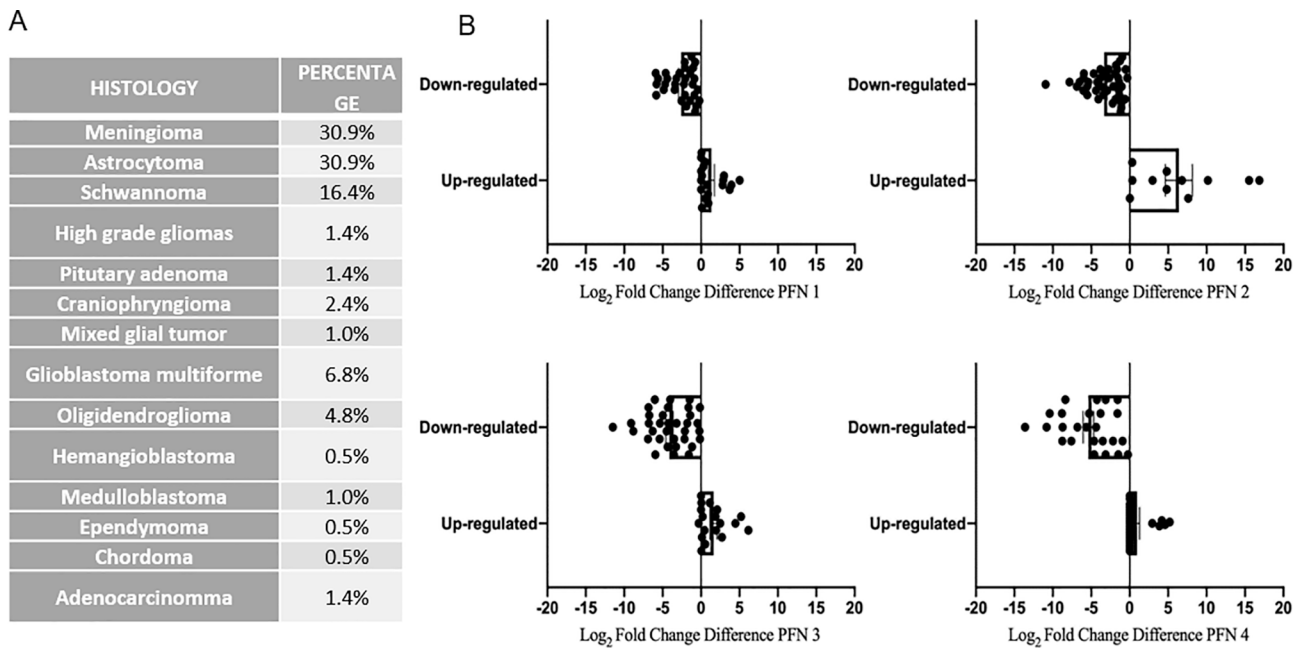 A
HISTOLOGY PERCENTA
GE
Meningioma 30.9%
Astrocytoma 30.9%
Schwannoma 16.4%
High grade gliomas 1.4%
Pitutary adenoma 1.4%
Craniophryngioma 2.4%
Mixed glial tumor 1.0%
Glioblastoma multiforme 6.8%
Oligidendroglioma 4.8%
Hemangioblastoma 0.5%
Medulloblastoma 1.0%
Ependymoma 0.5%
Chordoma 0.5%
Adenocarcinomma 1.4%
B
Down-regulated
Up-regulated
-20 -15 -10 -5 0 5 10 15 20
Log2 Fold Change Difference PFN 1
Down-regulated
Up-regulated
-20 -15 -10 -5 0 5 10 15 20
Log2 Fold Change Difference PFN 2
Down-regulated
Up-regulated
-20 -15 -10 -5 0 5 10 15 20
Log2 Fold Change Difference PFN 3
Down-regulated
Up-regulated
-20 -15 -10 -5 0 5 10 15 20
Log2 Fold Change Difference PFN 4